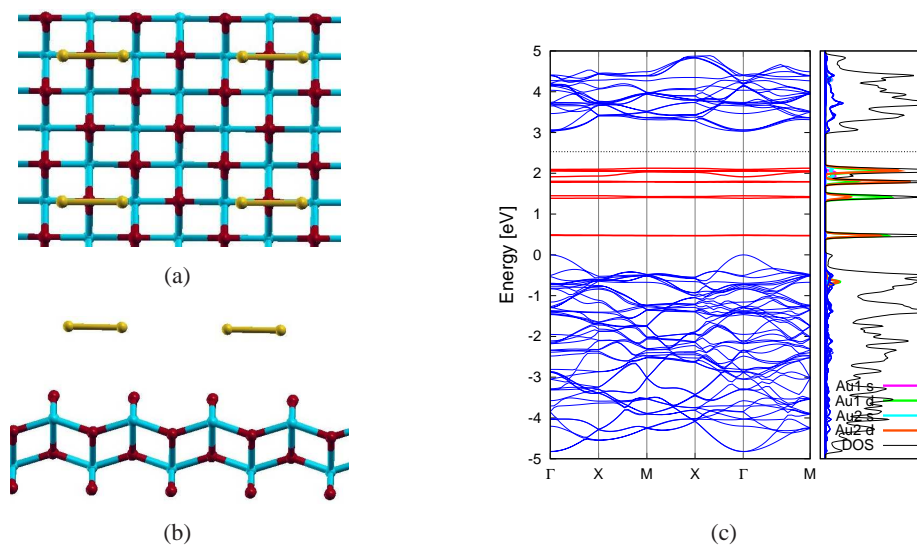 (a)
(b)
Energy [eV]
5
4
3
2
1
0
-1
-2
-3
-4
-5
Γ X M X Γ M
Au1 s
Au1 d
Au2 s
Au2 d
DOS
(c)